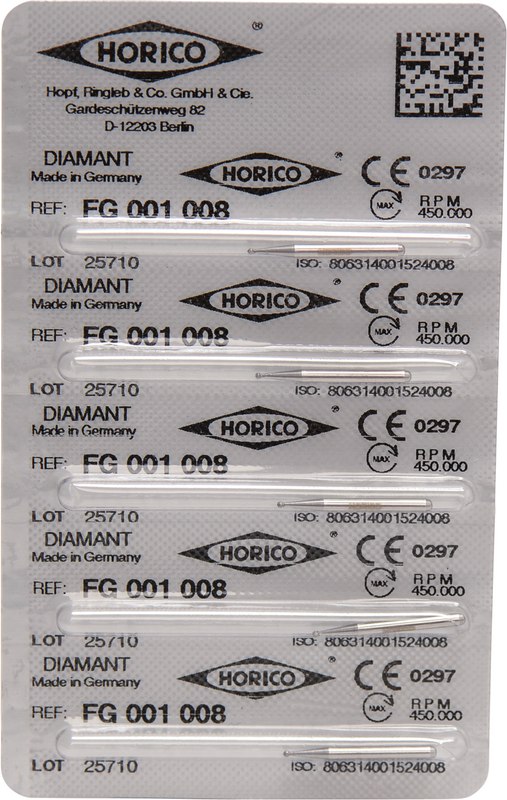 HORICO ®
Hopf, Ringleb & Co. GmbH & Cie.
Gardeschützenweg 82
D-12203 Berlin
DIAMANT HORICO ® CE 0297
Made in Germany
MAX RPM
REF: FG 001 008 450.000
LOT 25710 ISO: 806314001524008
DIAMANT HORICO ® CE 0297
Made in Germany
MAX RPM
REF: FG 001 008 450.000
LOT 25710 ISO: 806314001524008
DIAMANT HORICO ® CE 0297
Made in Germany
MAX RPM
REF: FG 001 008 450.000
LOT 25710 ISO: 806314001524008
DIAMANT HORICO ® CE 0297
Made in Germany
MAX RPM
REF: FG 001 008 450.000
LOT 25710 ISO: 806314001524008
DIAMANT HORICO ® CE 0297
Made in Germany
MAX RPM
REF: FG 001 008 450.000
LOT 25710 ISO: 806314001524008